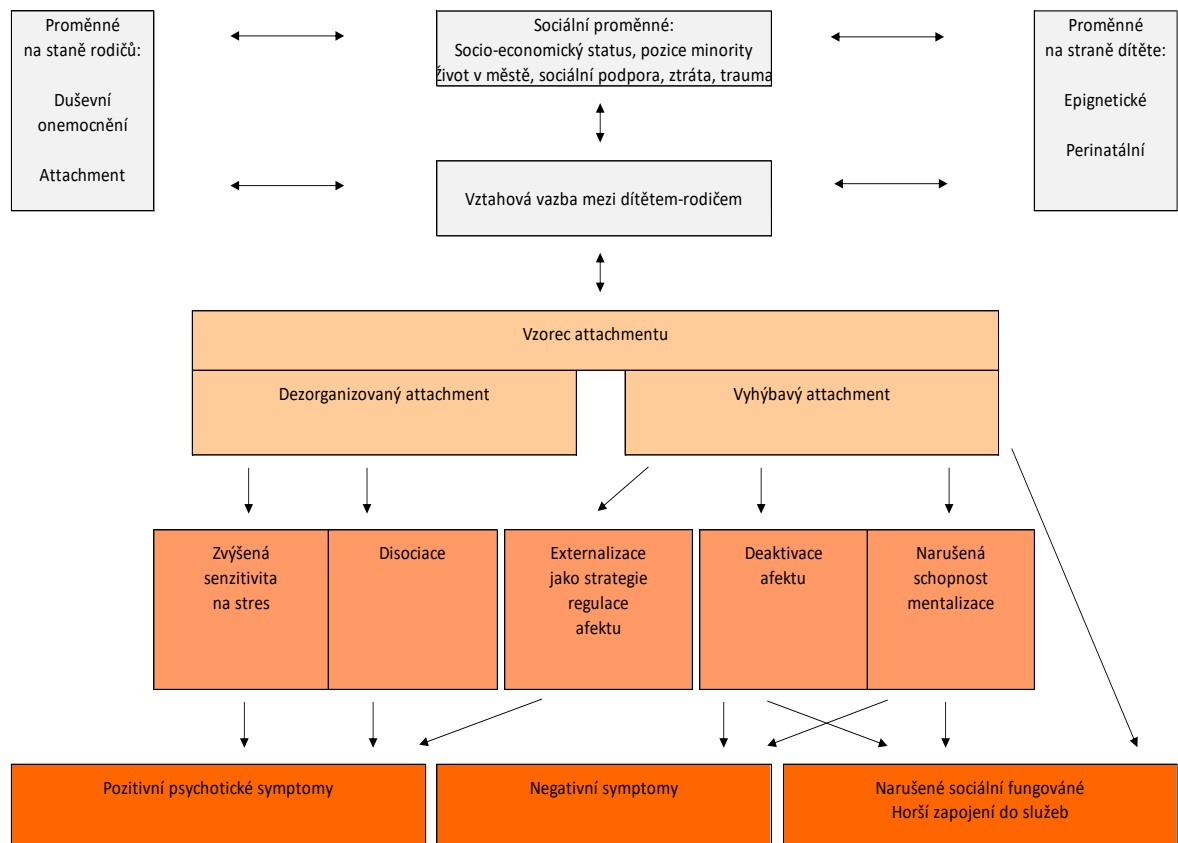 Proměnné
na staně rodičů:
Duševní
onemocnění
Attachment
Sociální proměnné:
Socio-economický status, pozice minority
Život v městě, sociální podpora, ztráta, trauma
Proměnné
na straně dítěte:
Epignetické
Perinatální
Vztahová vazba mezi dítětem-rodičem
Vzorec attachmentu
Dezorganizovaný attachment
Vyhýbavý attachment
Zvýšená
senzitivita
na stres
Disociace
Externalizace
jako strategie
regulace
afektu
Deaktivace
afektu
Narušená
schopnost
mentalizace
Pozitivní psychotické symptomy
Negativní symptomy
Narušené sociální fungováné
Horší zapojení do služeb